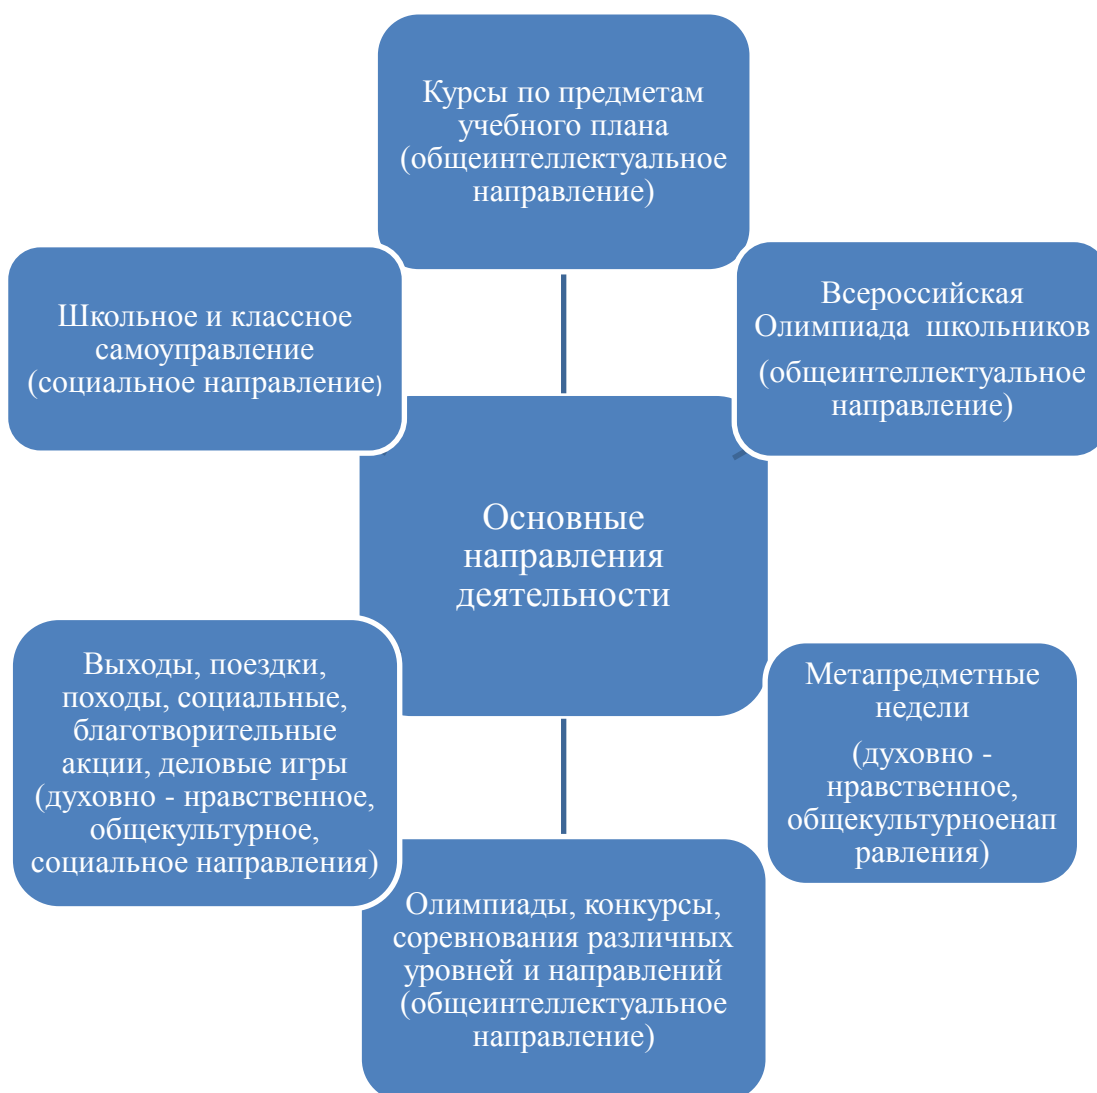 Курсы по предметам
учебного плана
(общеинтеллектуальное
направление)
Школьное и классное
самоуправление
(социальное направление)
Всероссийская
Олимпиада  школьников
(общеинтеллектуальное
направление)
Основные
направления
деятельности
Выходы, поездки,
походы, социальные,
благотворительные
акции, деловые игры
(духовно - нравственное,
общекультурное,
социальное направления)
Метапредметные
недели
(духовно -
нравственное,
общекультурноенап
равления)
Олимпиады, конкурсы,
соревнования различных
уровней и направлений
(общеинтеллектуальное
направление)